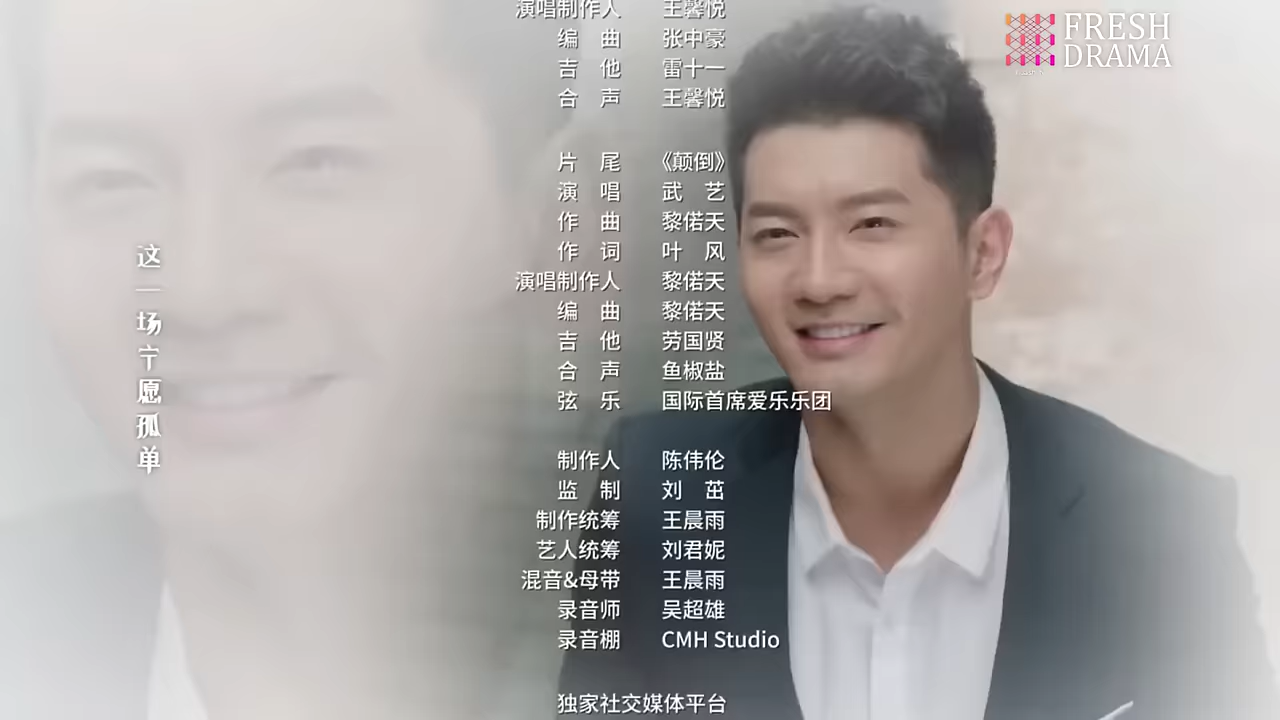 演唱制作人 王馨悦
编曲 张中豪
吉他 雷十一
合声 王馨悦
片尾 《颠倒》
演唱 武艺
作曲 黎偌天
作词 叶风
演唱制作人 黎偌天
编曲 黎偌天
吉他 劳国贤
合声 鱼椒盐
弦乐 国际首席爱乐乐团
制作人 陈伟伦
监制 刘茁
制作统筹 王晨雨
艺人统筹 刘君妮
混音&母带 王晨雨
录音师 吴超雄
录音棚 CMH Studio
独家社交媒体平台
这一场宁愿孤单
FRESH
DRAMA